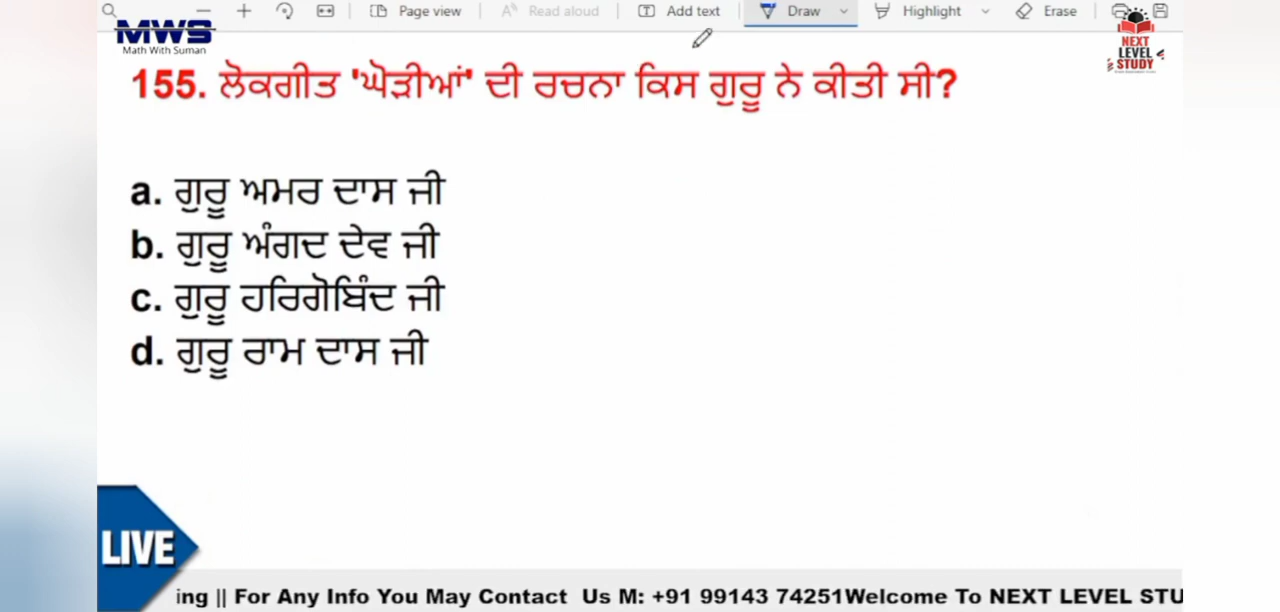 Page view Read aloud Add text Draw Highlight Erase
MWS
Math With Suman
NEXT
LEVEL
STUDY
155. ਲੋਕਗੀਤ 'ਘੋੜੀਆਂ' ਦੀ ਰਚਨਾ ਕਿਸ ਗੁਰੂ ਨੇ ਕੀਤੀ ਸੀ?
a. ਗੁਰੂ ਅਮਰ ਦਾਸ ਜੀ
b. ਗੁਰੂ ਅੰਗਦ ਦੇਵ ਜੀ
c. ਗੁਰੂ ਹਰਿਗੋਬਿੰਦ ਜੀ
d. ਗੁਰੂ ਰਾਮ ਦਾਸ ਜੀ
LIVE
ing || For Any Info You May Contact Us M: +91 99143 74251Welcome To NEXT LEVEL STU